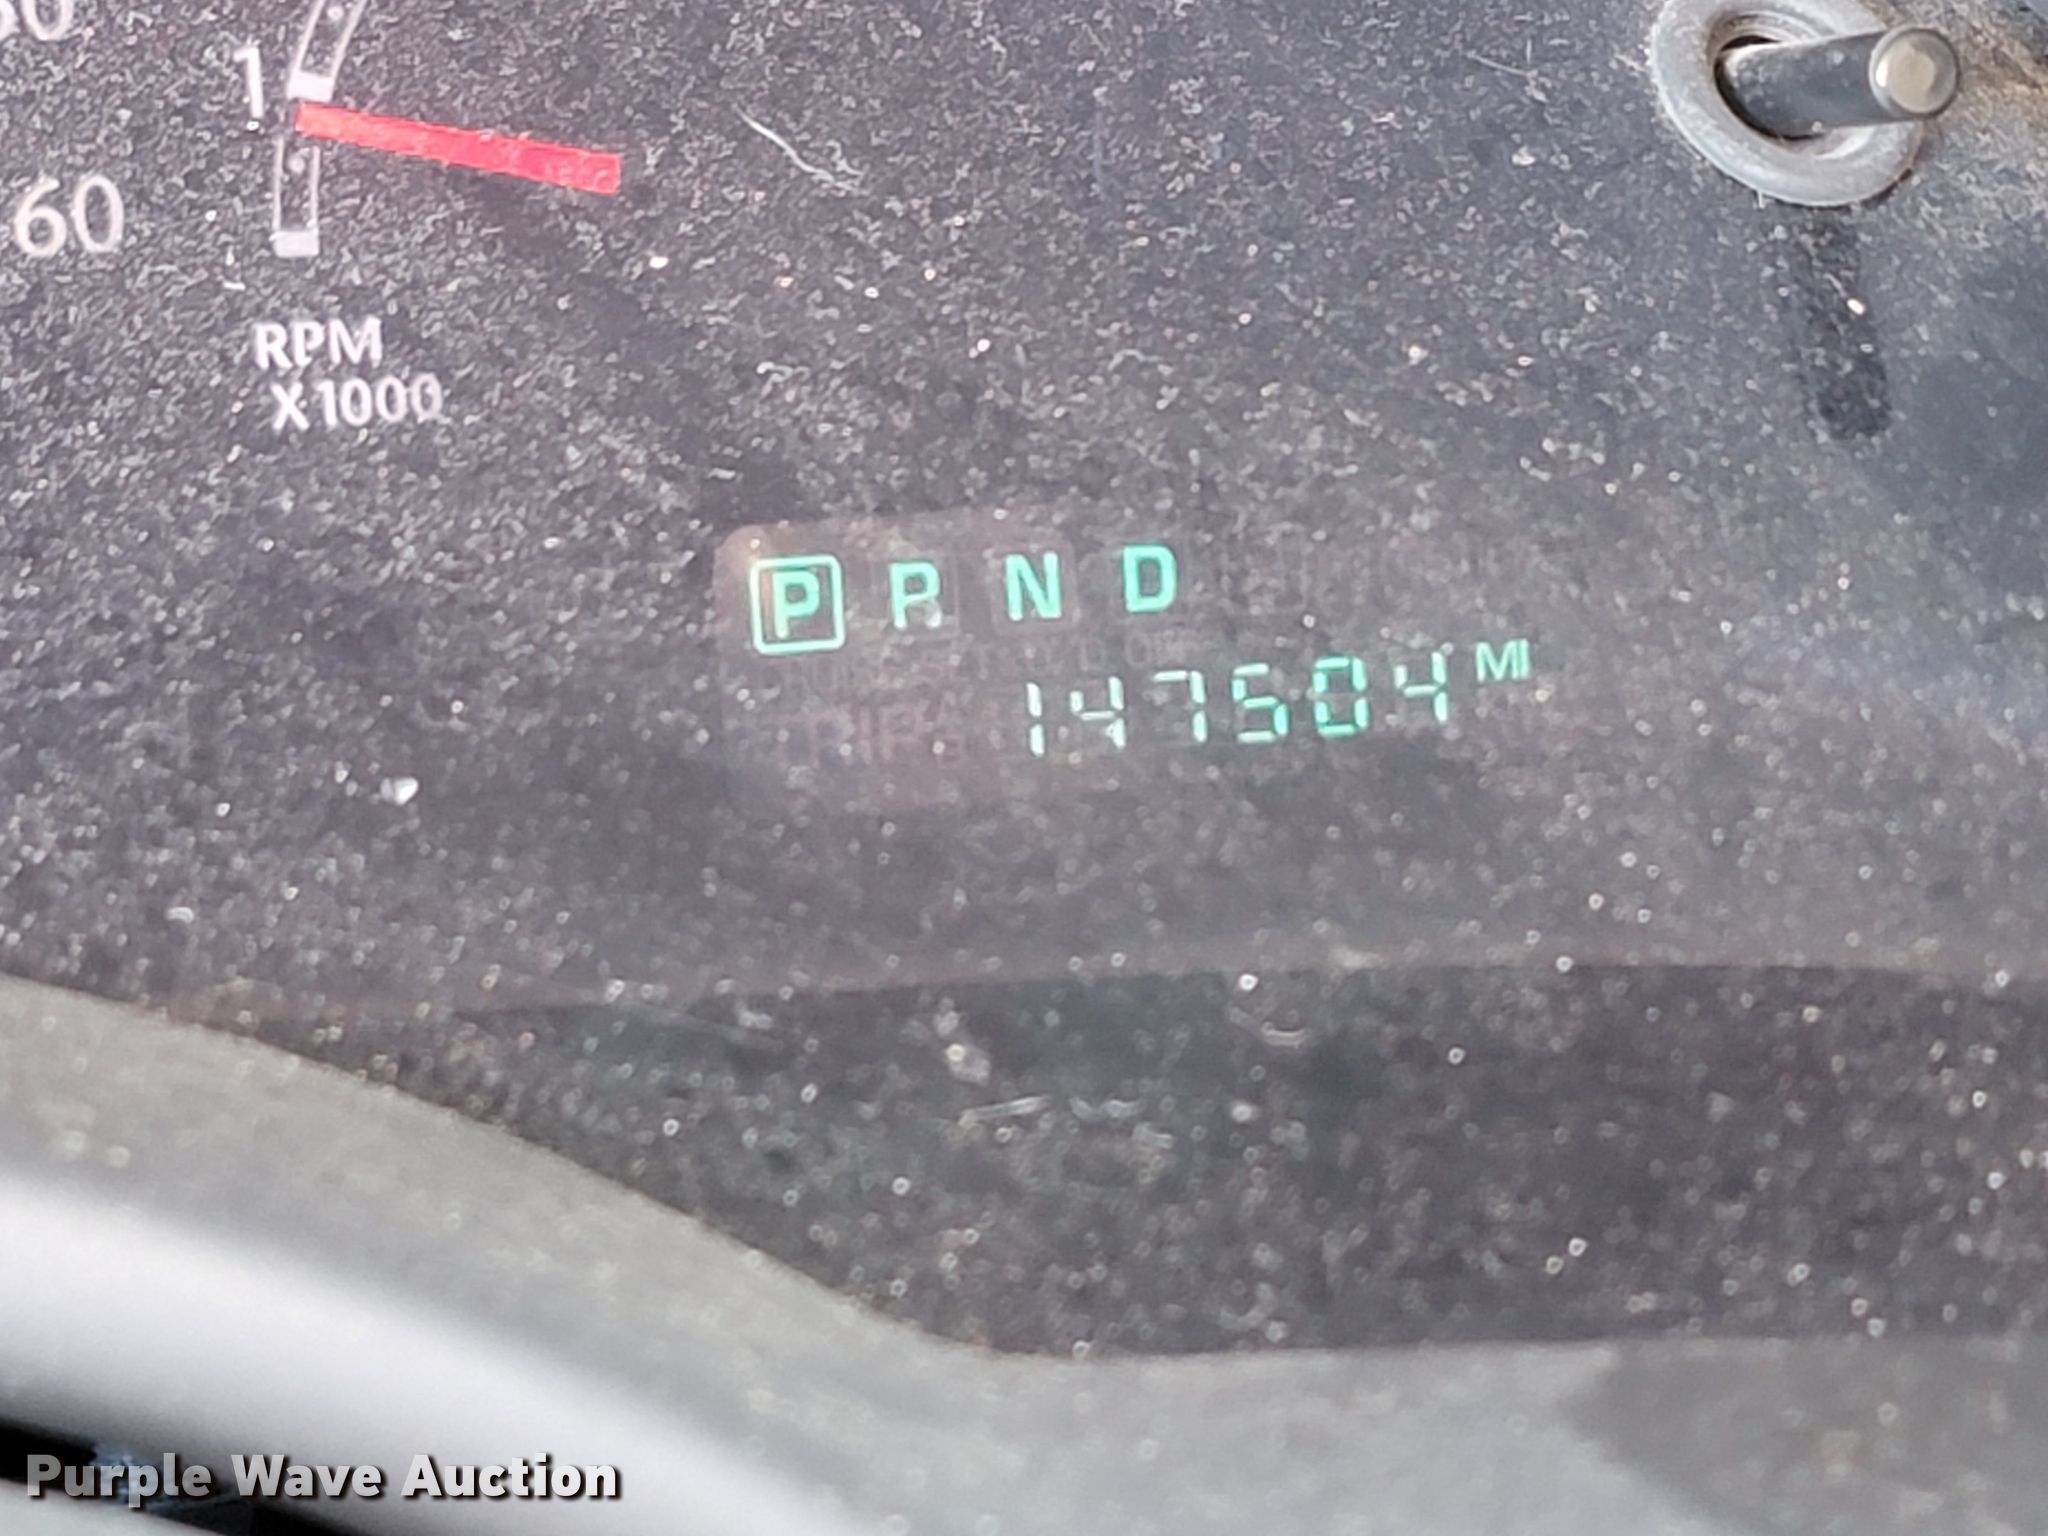 1
60
RPM
X1000
P R N D
147504 MI
Purple Wave Auction